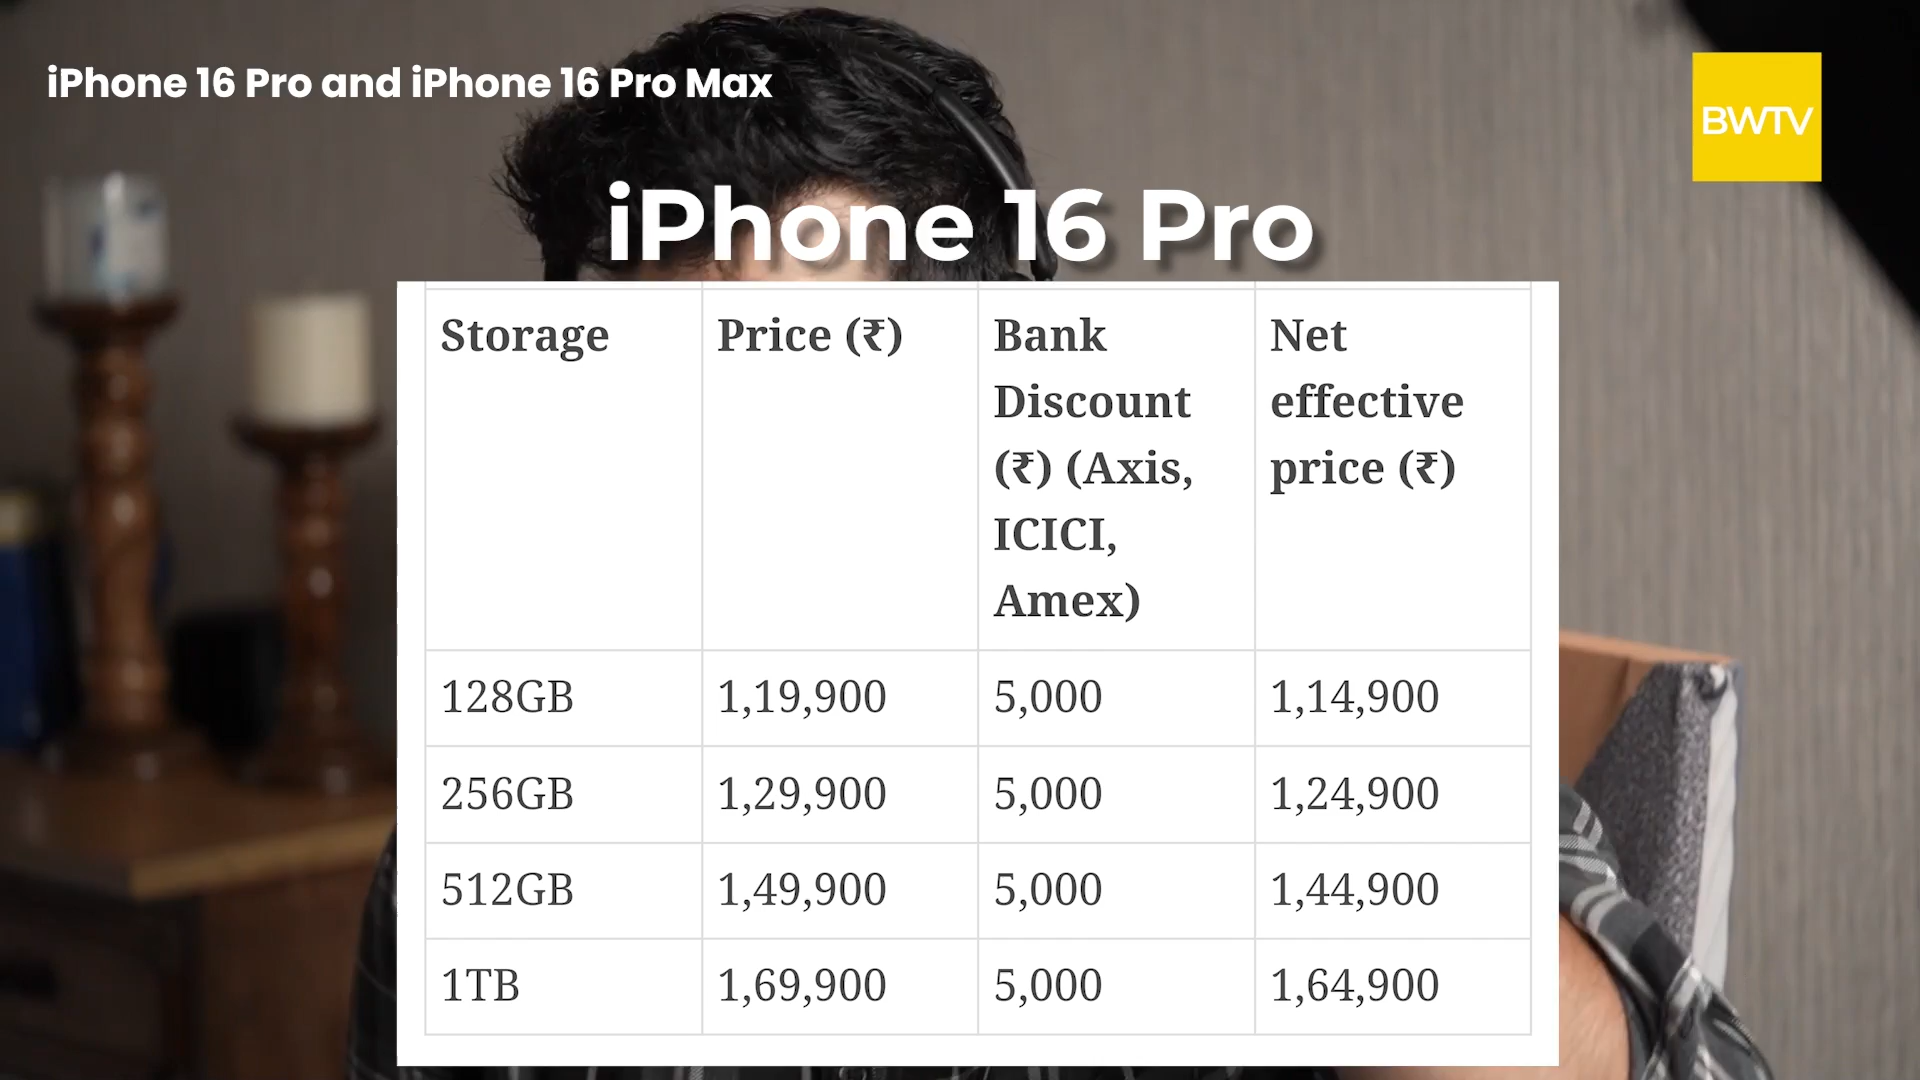 iPhone 16 Pro and iPhone 16 Pro Max
BWTV
iPhone 16 Pro
Storage Price (₹) Bank Discount (₹) (Axis, ICICI, Amex) Net effective price (₹)
128GB 1,19,900 5,000 1,14,900
256GB 1,29,900 5,000 1,24,900
512GB 1,49,900 5,000 1,44,900
1TB 1,69,900 5,000 1,64,900